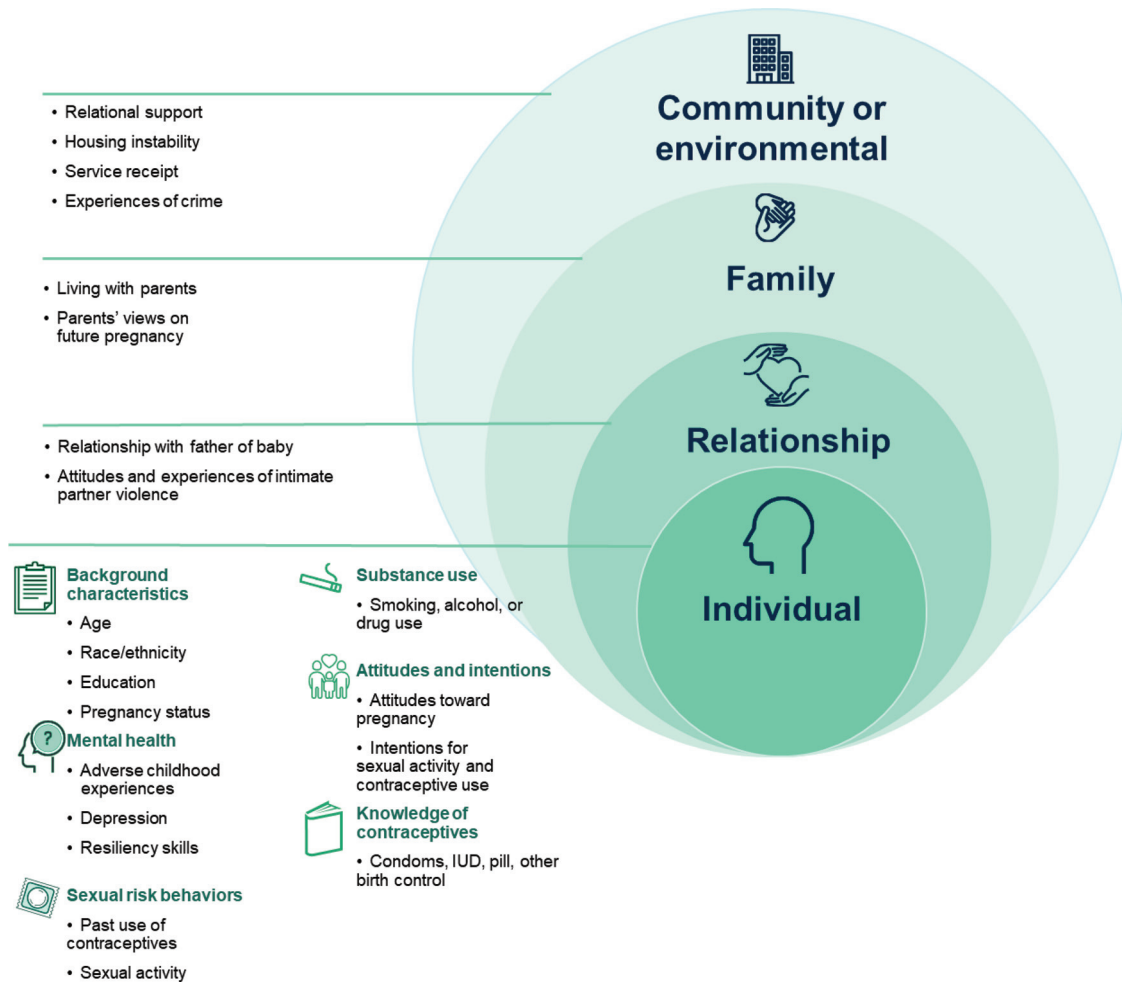 Community or
environmental
• Relational support
• Housing instability
• Service receipt
• Experiences of crime
Family
• Living with parents
• Parents' views on
future pregnancy
Relationship
• Relationship with father of baby
• Attitudes and experiences of intimate
partner violence
Individual
Background
characteristics
• Age
• Race/ethnicity
• Education
• Pregnancy status
?
Mental health
• Adverse childhood
experiences
• Depression
• Resiliency skills
Sexual risk behaviors
• Past use of
contraceptives
• Sexual activity
Substance use
• Smoking, alcohol, or
drug use
Attitudes and intentions
• Attitudes toward
pregnancy
• Intentions for
sexual activity and
contraceptive use
Knowledge of
contraceptives
• Condoms, IUD, pill, other
birth control